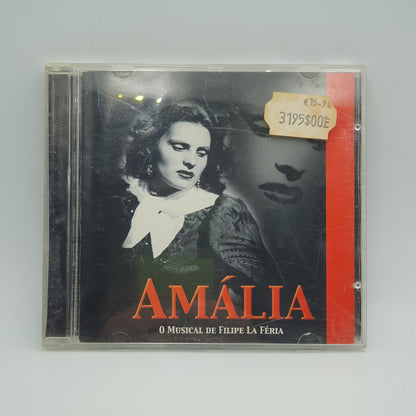 €15.94
3195$00
AMÁLIA
O MUSICAL DE FILIPE LA FÉRIA